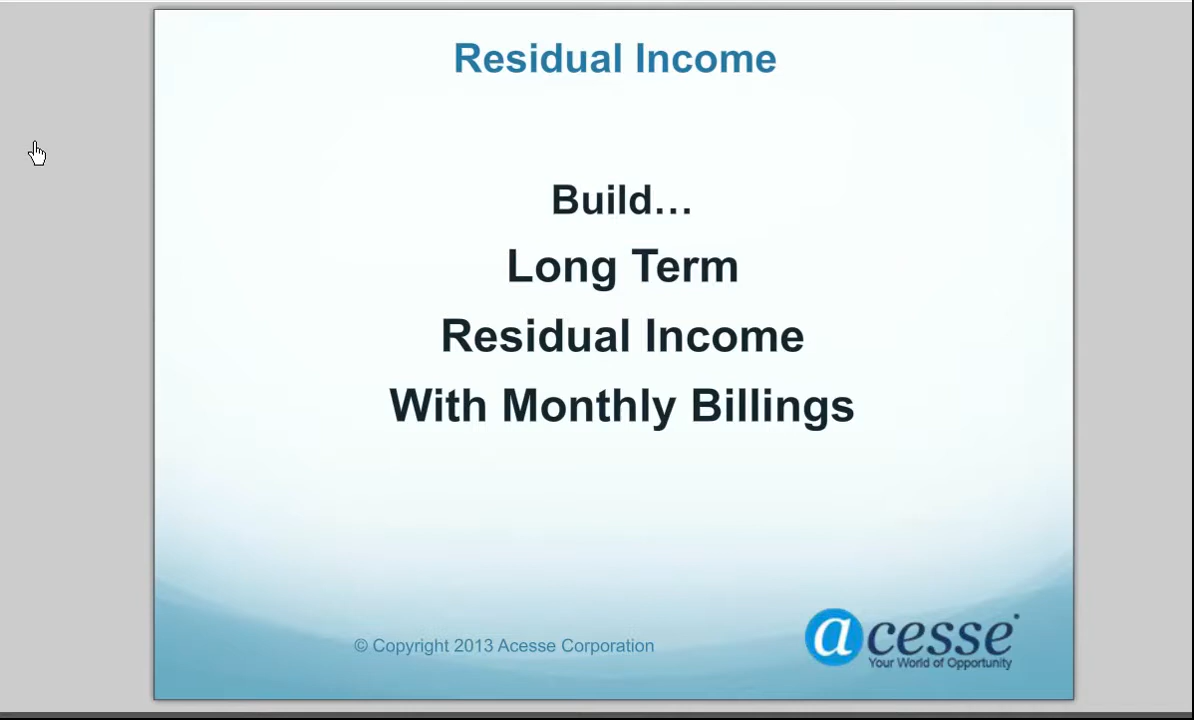 Residual Income
Build…
Long Term
Residual Income
With Monthly Billings
© Copyright 2013 Acesse Corporation
acesse
Your World of Opportunity